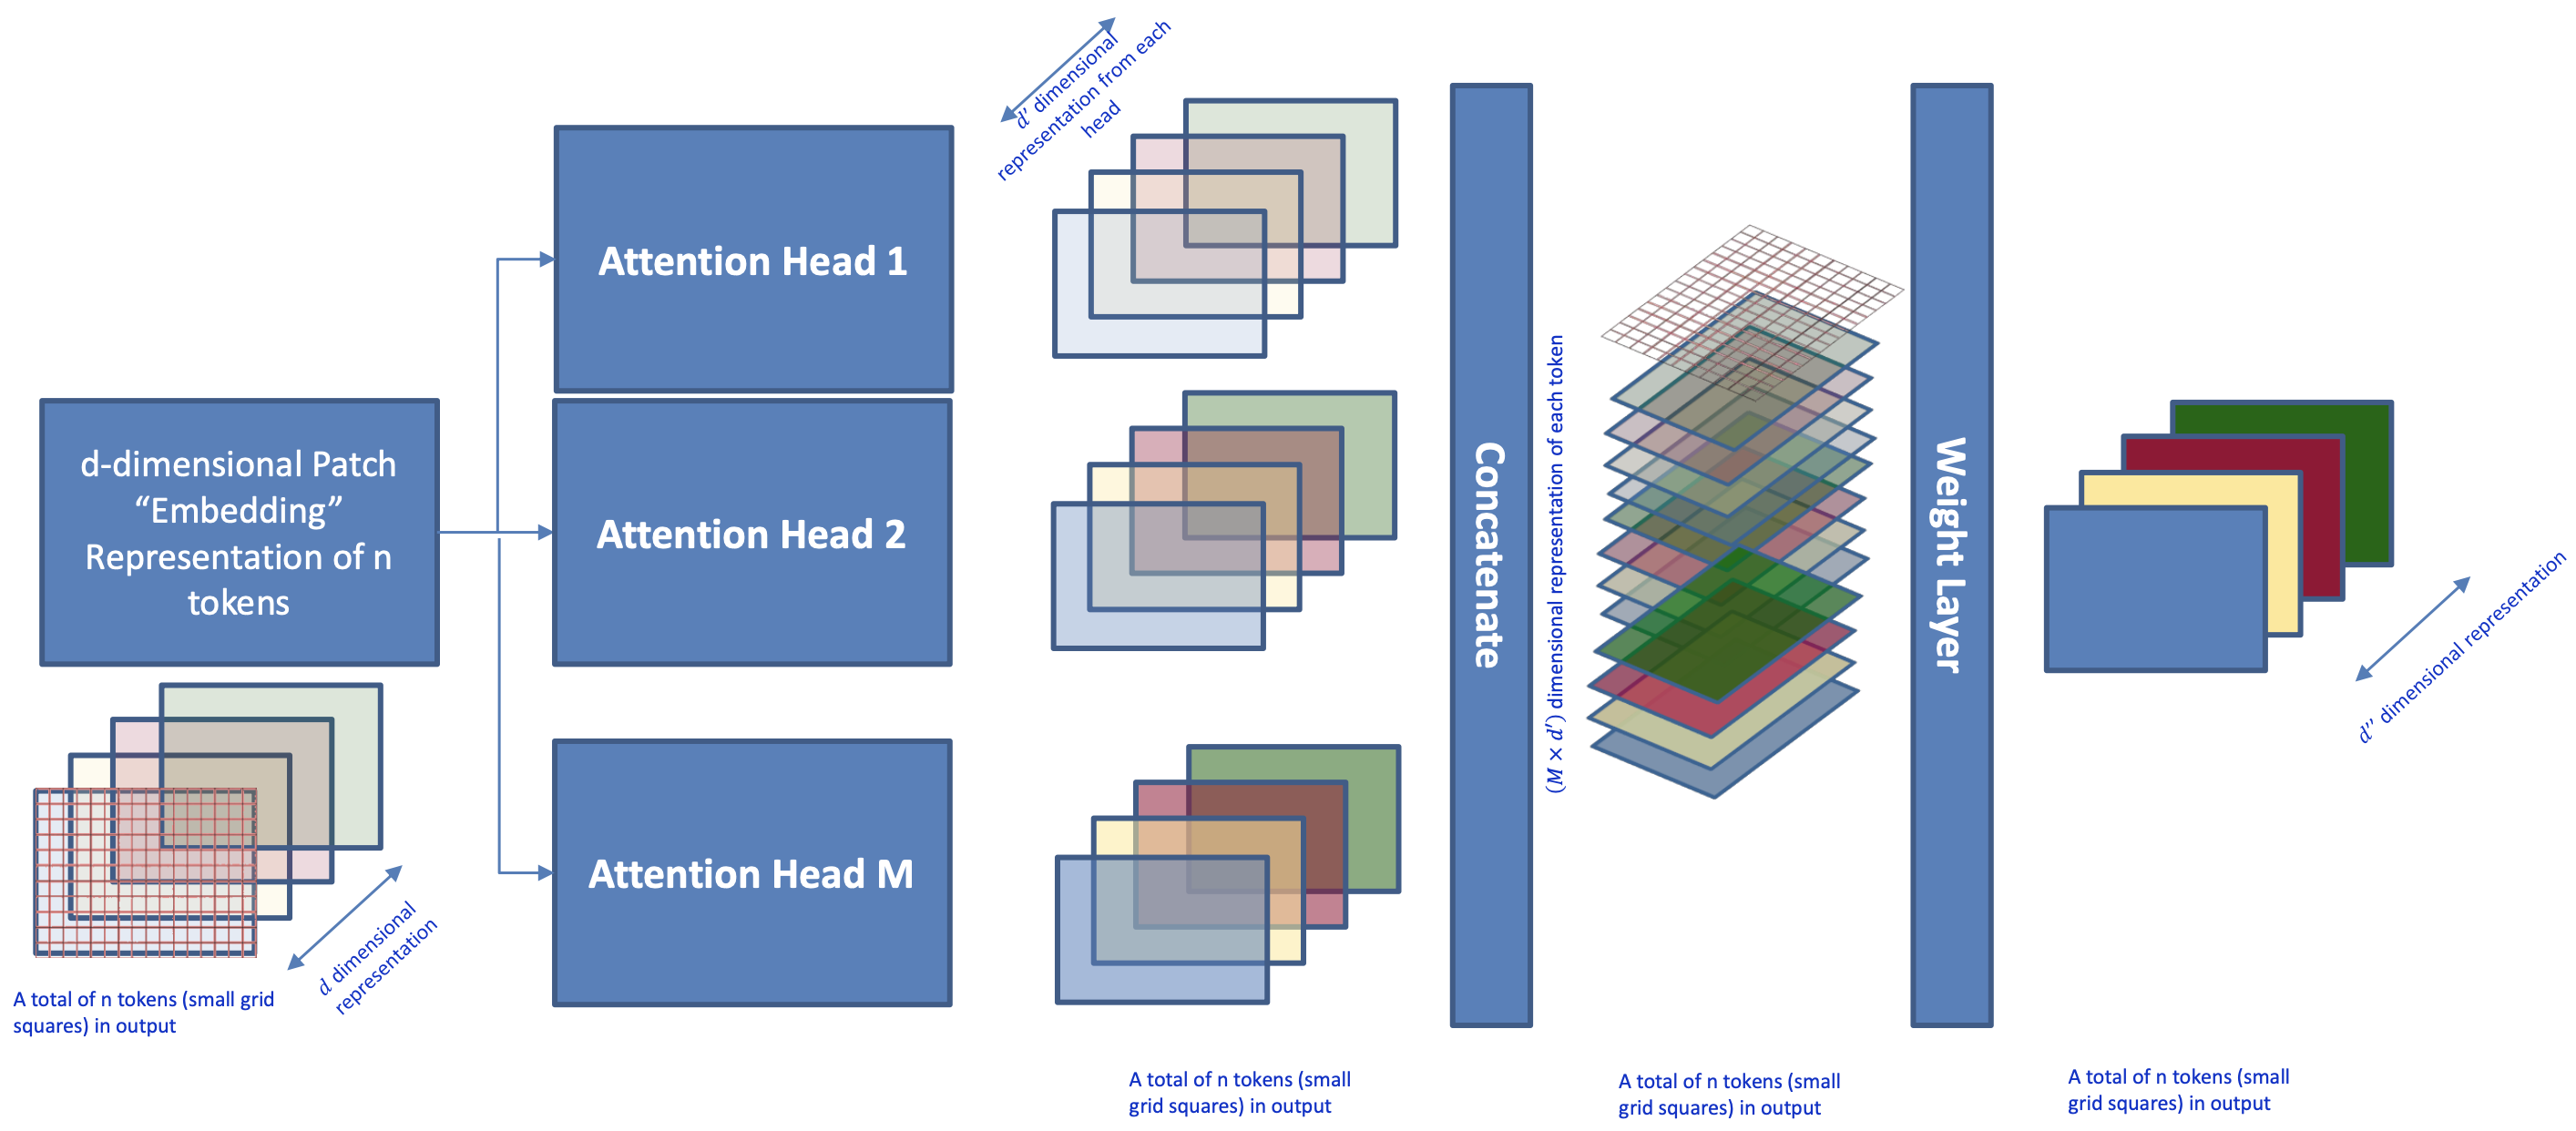 d′ dimensional
representation from each
head
Attention Head 1
d-dimensional Patch
“Embedding”
Representation of n
tokens
Attention Head 2
Attention Head M
d dimensional
representation
A total of n tokens (small grid
squares) in output
Concatenate
(M × d′) dimensional representation of each token
Weight Layer
d′′ dimensional representation
A total of n tokens (small
grid squares) in output
A total of n tokens (small
grid squares) in output
A total of n tokens (small
grid squares) in output